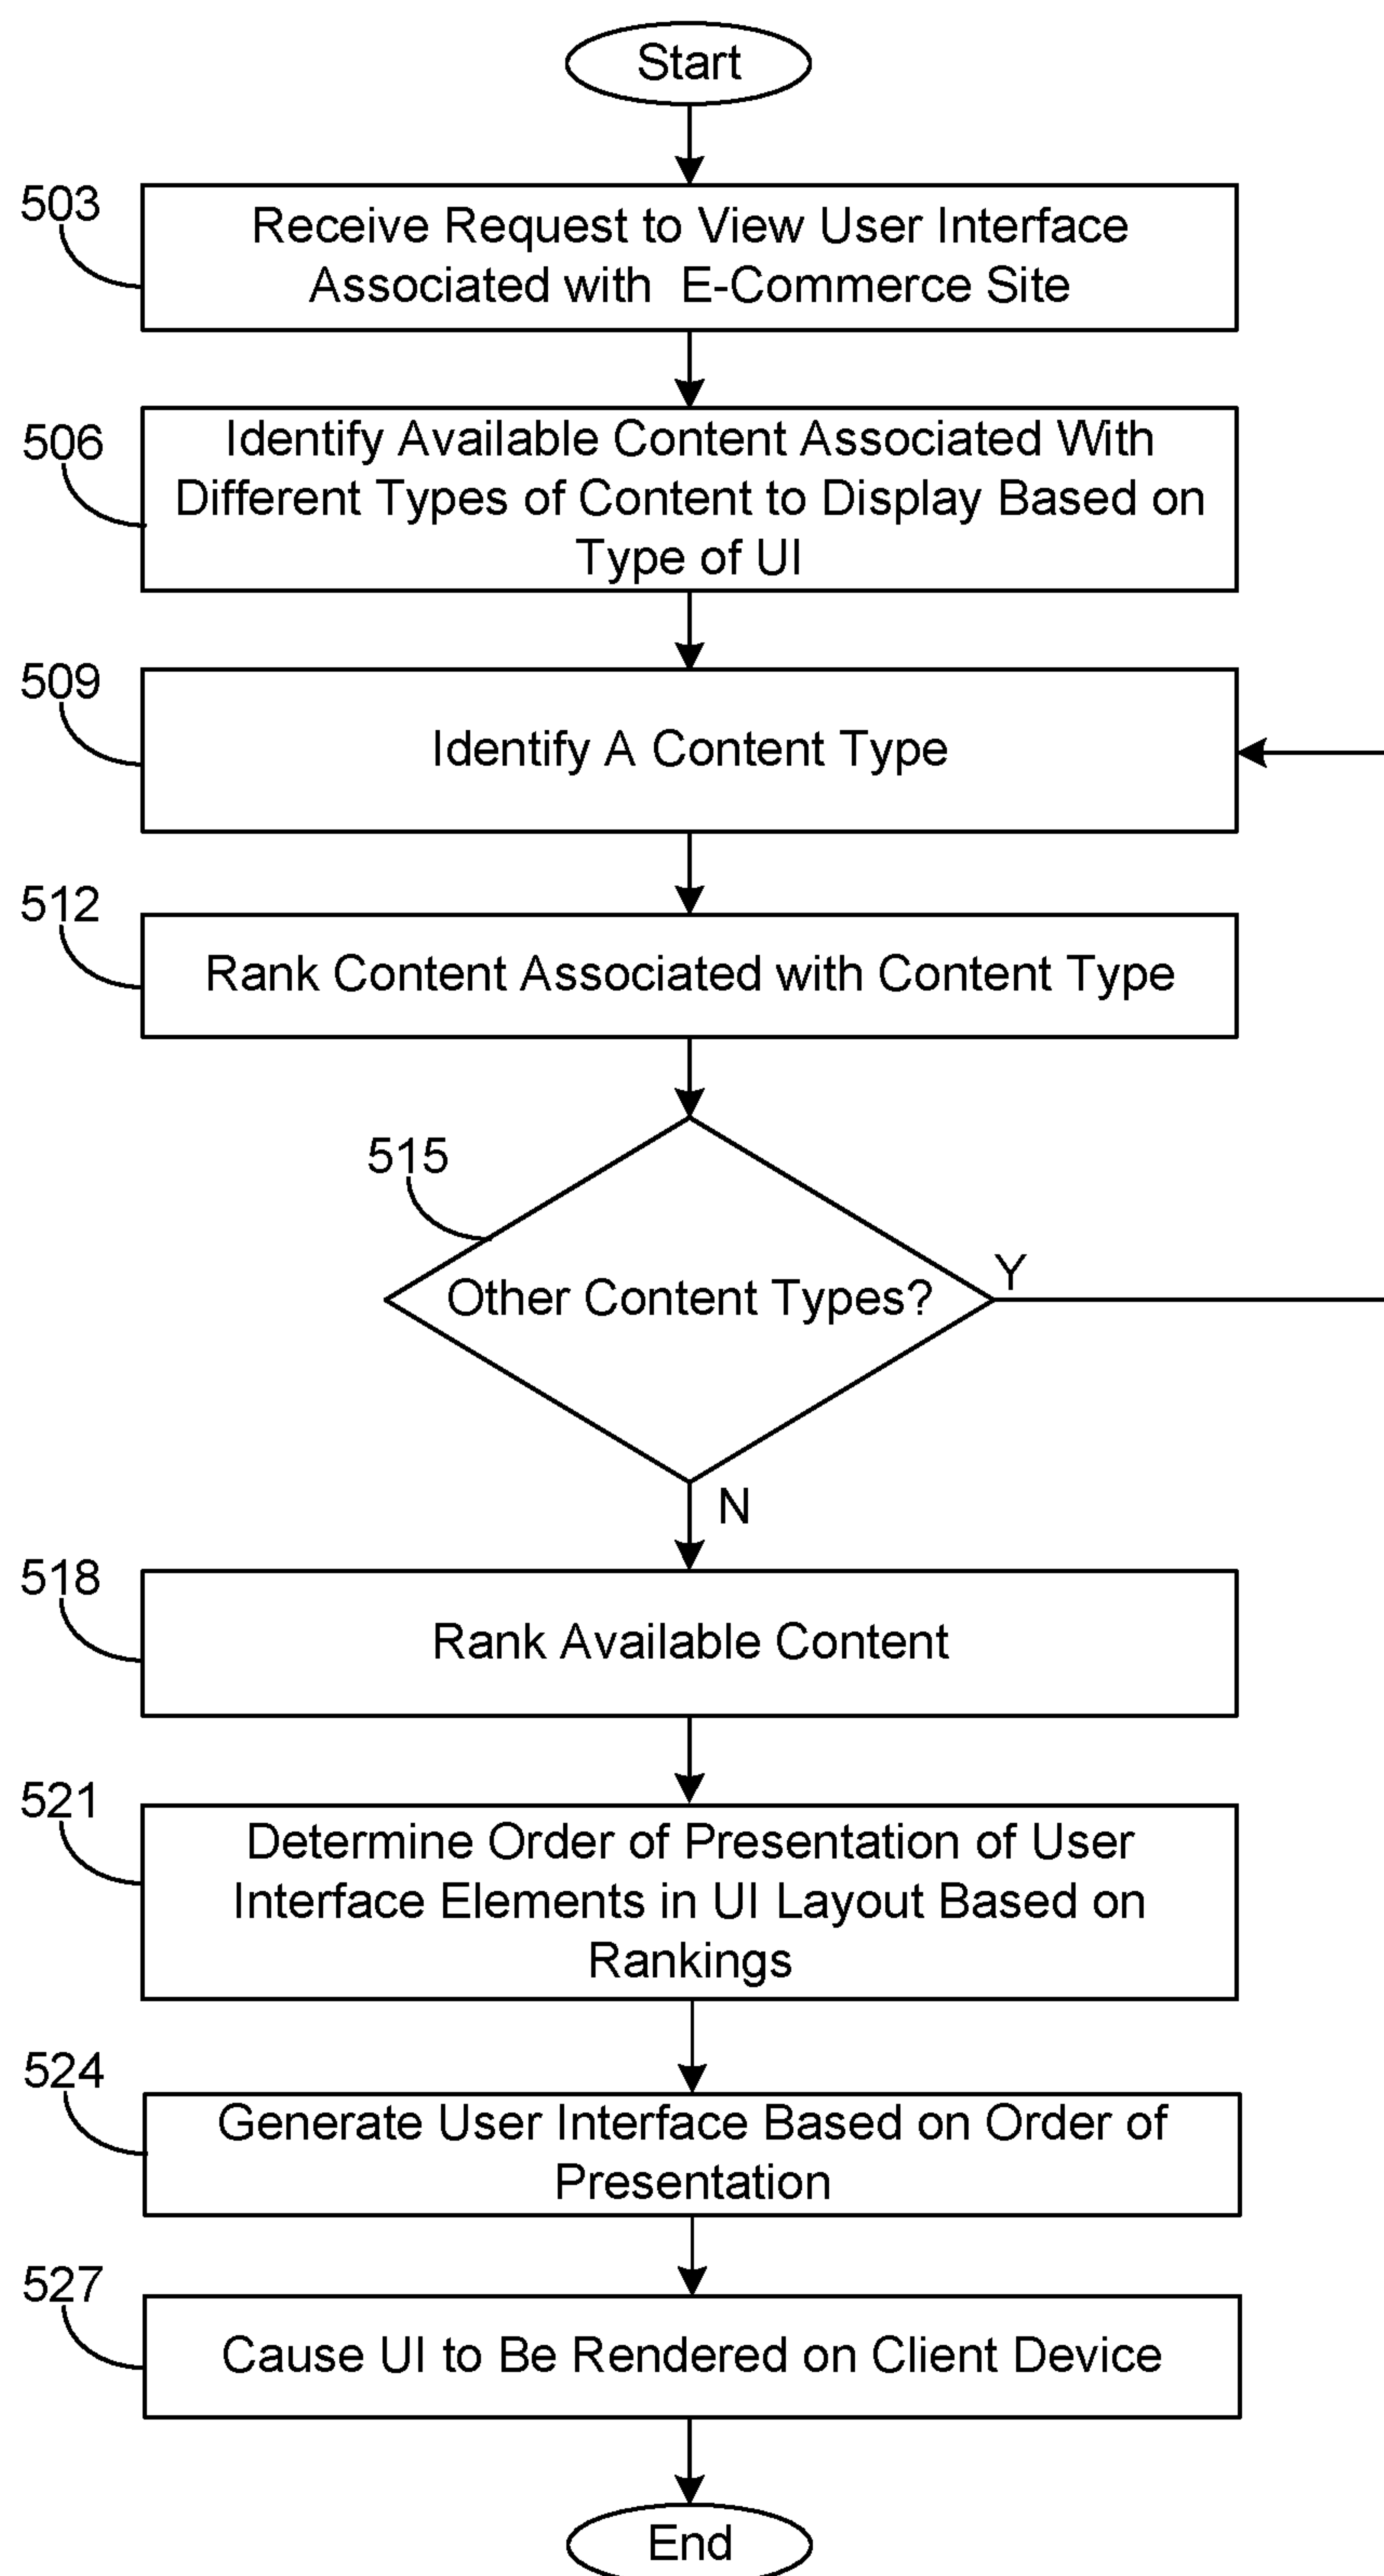 Start
503
Receive Request to View User Interface
Associated with E-Commerce Site
506
Identify Available Content Associated With
Different Types of Content to Display Based on
Type of UI
509
Identify A Content Type
512
Rank Content Associated with Content Type
515
Other Content Types?
Y
N
518
Rank Available Content
521
Determine Order of Presentation of User
Interface Elements in UI Layout Based on
Rankings
524
Generate User Interface Based on Order of
Presentation
527
Cause UI to Be Rendered on Client Device
End